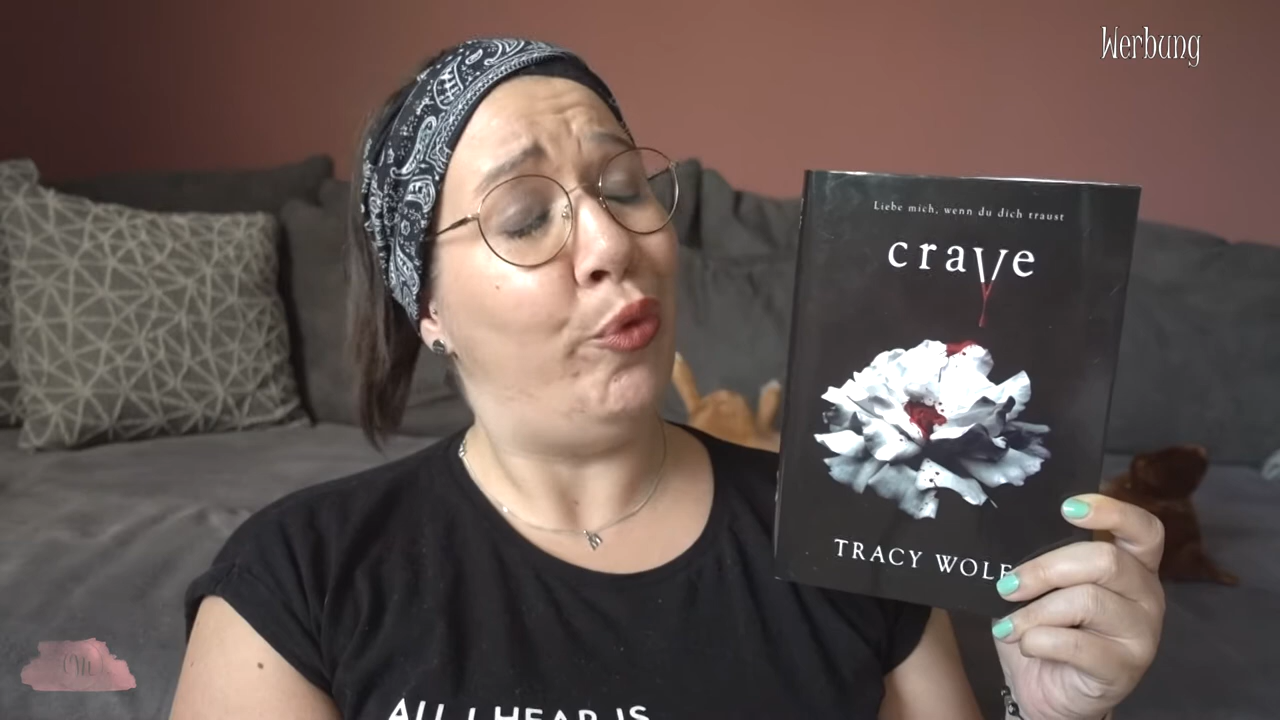 Werbung
Liebe mich, wenn du dich traust
crave
TRACY WOLF
ALL I HEAR IS